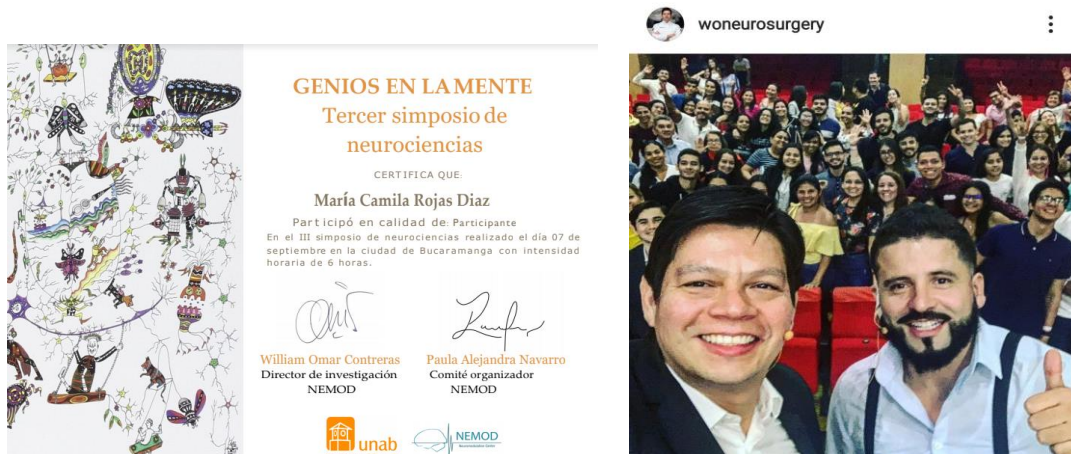 GENIOS EN LA MENTE
Tercer simposio de
neurociencias
CERTIFICA QUE:
María Camila Rojas Diaz
Participó en calidad de: Participante
En el III simposio de neurociencias realizado el día 07 de
septiembre en la ciudad de Bucaramanga con intensidad
horaria de 6 horas.
William Omar Contreras
Director de investigación
NEMOD
Paula Alejandra Navarro
Comité organizador
NEMOD
unab
NEMOD
woneurosurgery